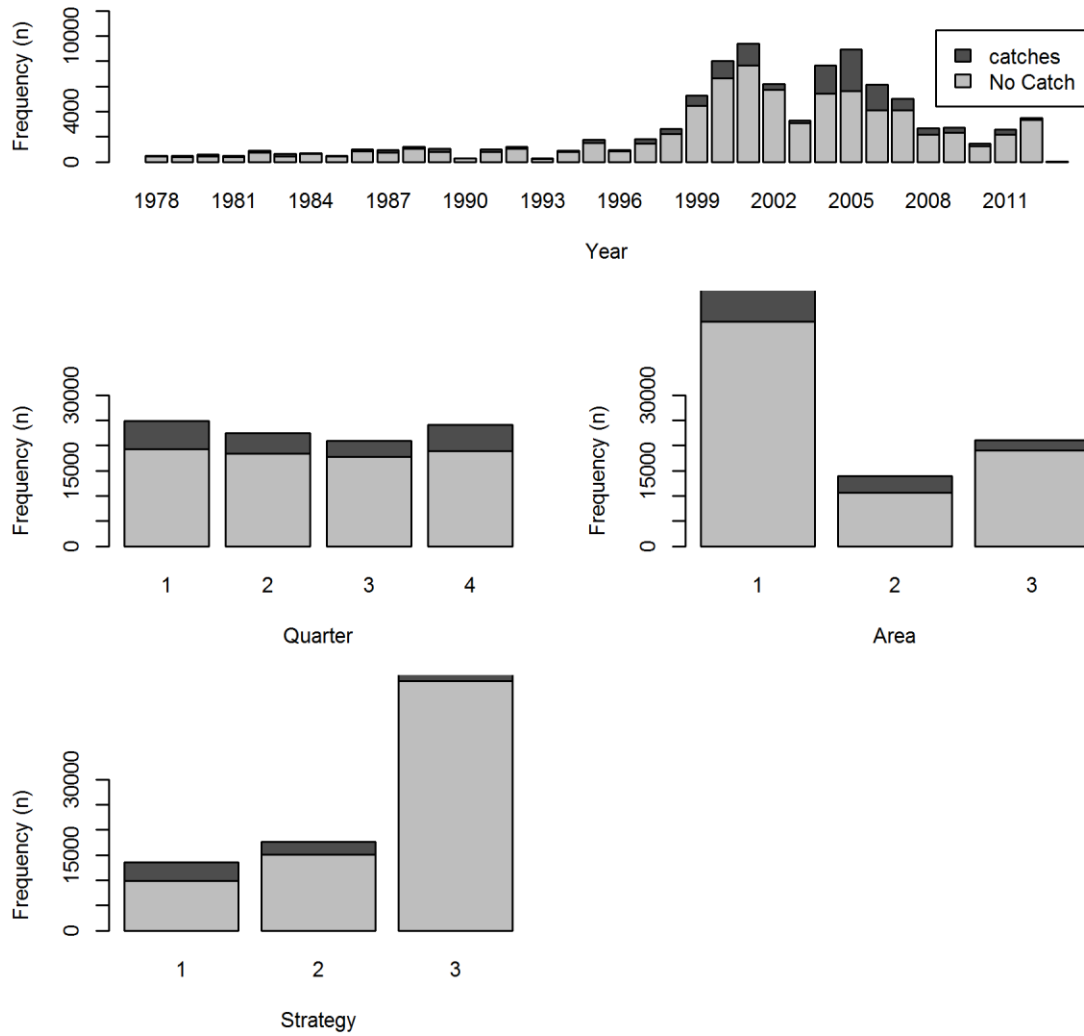 Frequency (n)
10000
4000
0
catches
No Catch
1978 1981 1984 1987 1990 1993 1996 1999 2002 2005 2008 2011
Year
Frequency (n)
30000
15000
0
1 2 3 4
Quarter
Frequency (n)
30000
15000
0
1 2 3
Area
Frequency (n)
30000
15000
0
1 2 3
Strategy